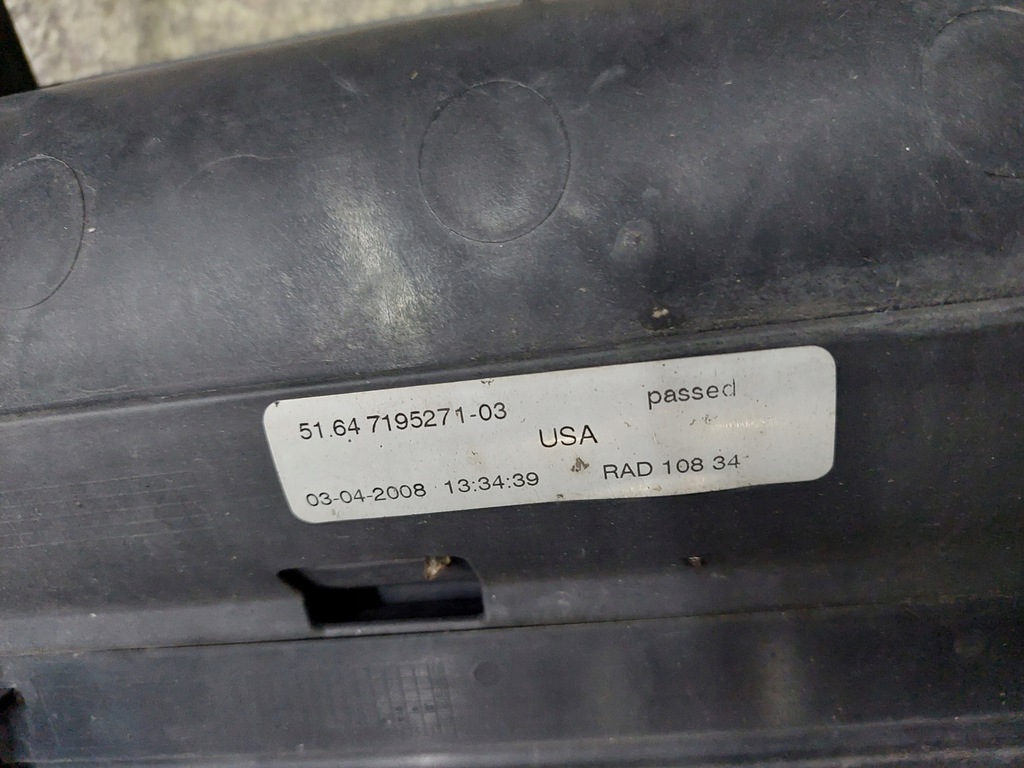 51.64 7195271-03 passed
USA
03-04-2008 13:34:39 RAD 108 34